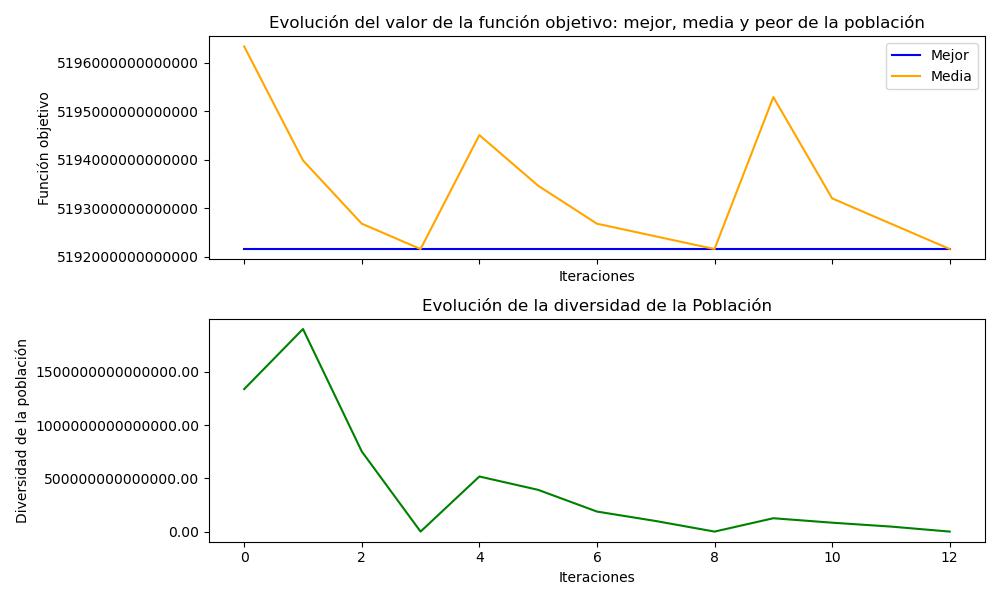 Evolución del valor de la función objetivo: mejor, media y peor de la población
Mejor
Media
Función objetivo
5196000000000000
5195000000000000
5194000000000000
5193000000000000
5192000000000000
Iteraciones
Evolución de la diversidad de la Población
Diversidad de la población
1500000000000000.00
1000000000000000.00
500000000000000.00
0.00
0 2 4 6 8 10 12
Iteraciones